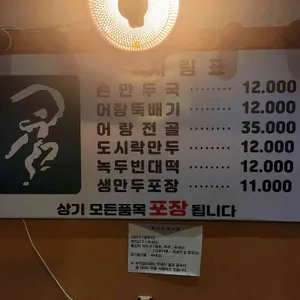 차림표
손만두국 ········ 12.000
어랑뚝배기 ······ 12.000
어랑전골 ········ 35.000
도시락만두 ······ 12.000
녹두빈대떡 ······ 12.000
생만두포장 ······ 11.000
상기 모든품목 포장 됩니다